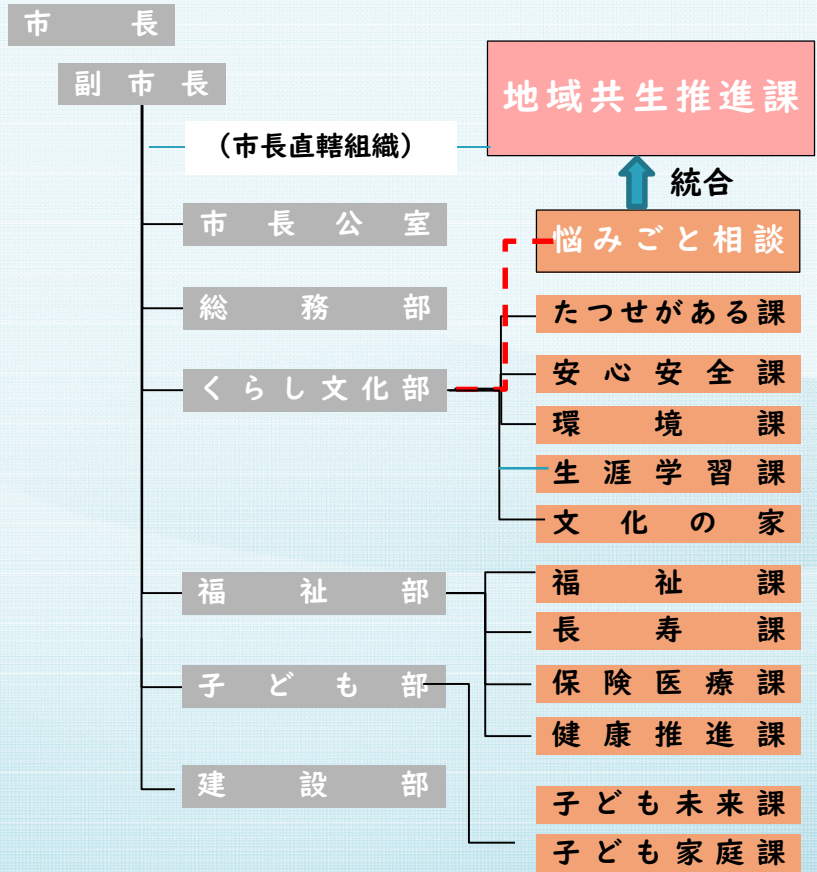 市長
副市長
地域共生推進課
(市長直轄組織)
統合
市長公室
悩みごと相談
総務部
たつせがある課
安心安全課
くらし文化部
環境課
生涯学習課
文化の家
福祉部
福祉課
長寿課
子ども部
保険医療課
健康推進課
建設部
子ども未来課
子ども家庭課